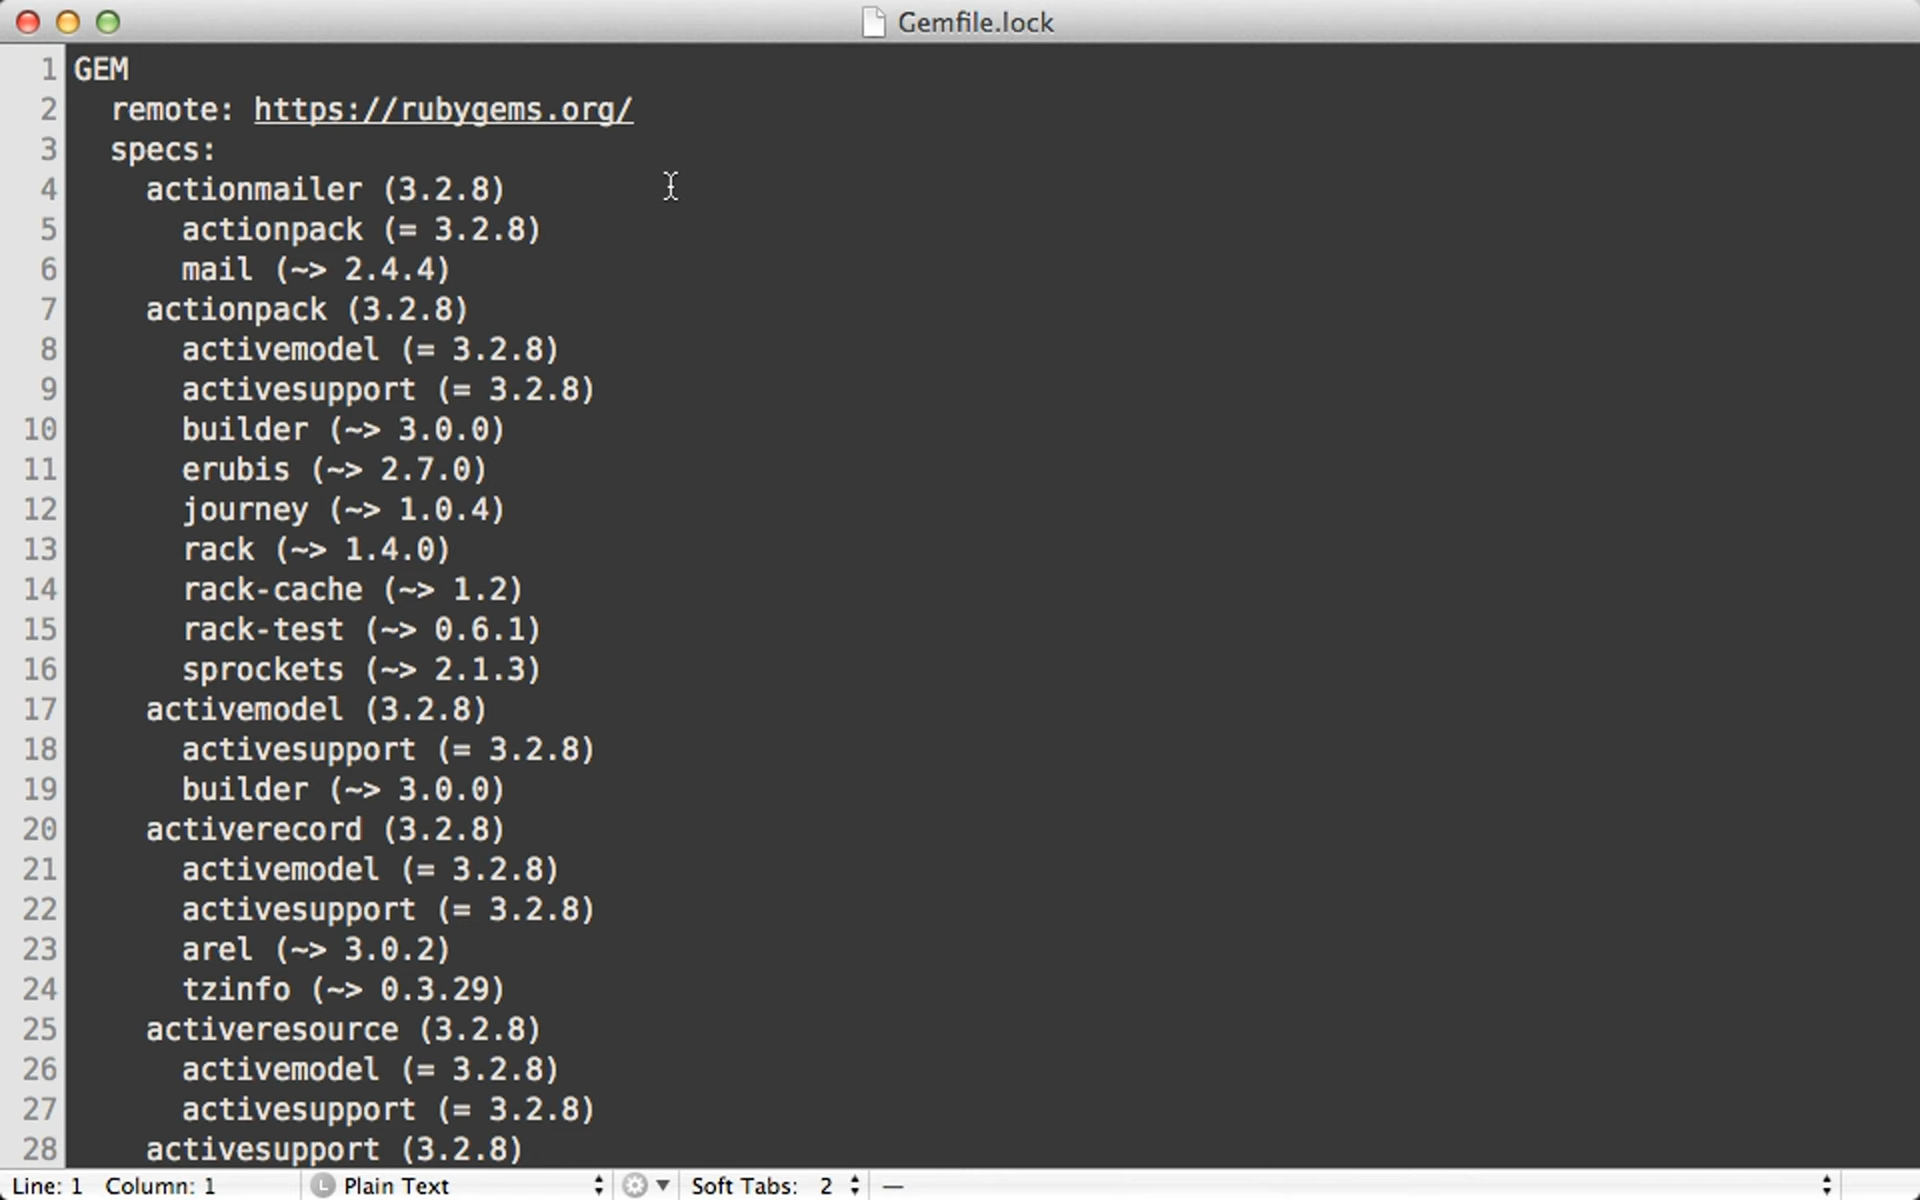 Gemfile.lock
1 GEM
2 remote: https://rubygems.org/
3 specs:
4 actionmailer (3.2.8)
5 actionpack (= 3.2.8)
6 mail (~> 2.4.4)
7 actionpack (3.2.8)
8 activemodel (= 3.2.8)
9 activesupport (= 3.2.8)
10 builder (~> 3.0.0)
11 erubis (~> 2.7.0)
12 journey (~> 1.0.4)
13 rack (~> 1.4.0)
14 rack-cache (~> 1.2)
15 rack-test (~> 0.6.1)
16 sprockets (~> 2.1.3)
17 activemodel (3.2.8)
18 activesupport (= 3.2.8)
19 builder (~> 3.0.0)
20 activerecord (3.2.8)
21 activemodel (= 3.2.8)
22 activesupport (= 3.2.8)
23 arel (~> 3.0.2)
24 tzinfo (~> 0.3.29)
25 activeresource (3.2.8)
26 activemodel (= 3.2.8)
27 activesupport (= 3.2.8)
28 activesupport (3.2.8)
Line: 1 Column: 1 L Plain Text Soft Tabs: 2 —